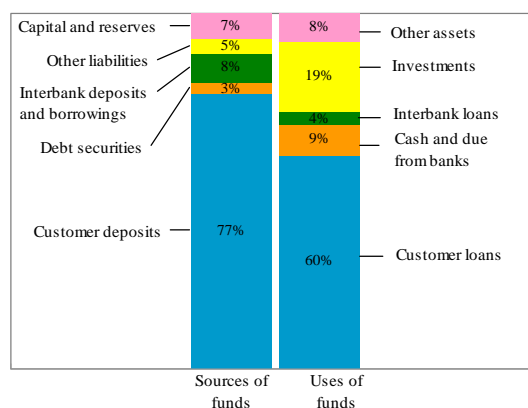 Capital and reserves
Other liabilities
Interbank deposits
and borrowings
Debt securities
Customer deposits
7%
5%
8%
3%
77%
8%
19%
4%
9%
60%
Other assets
Investments
Interbank loans
Cash and due
from banks
Customer loans
Sources of
funds
Uses of
funds